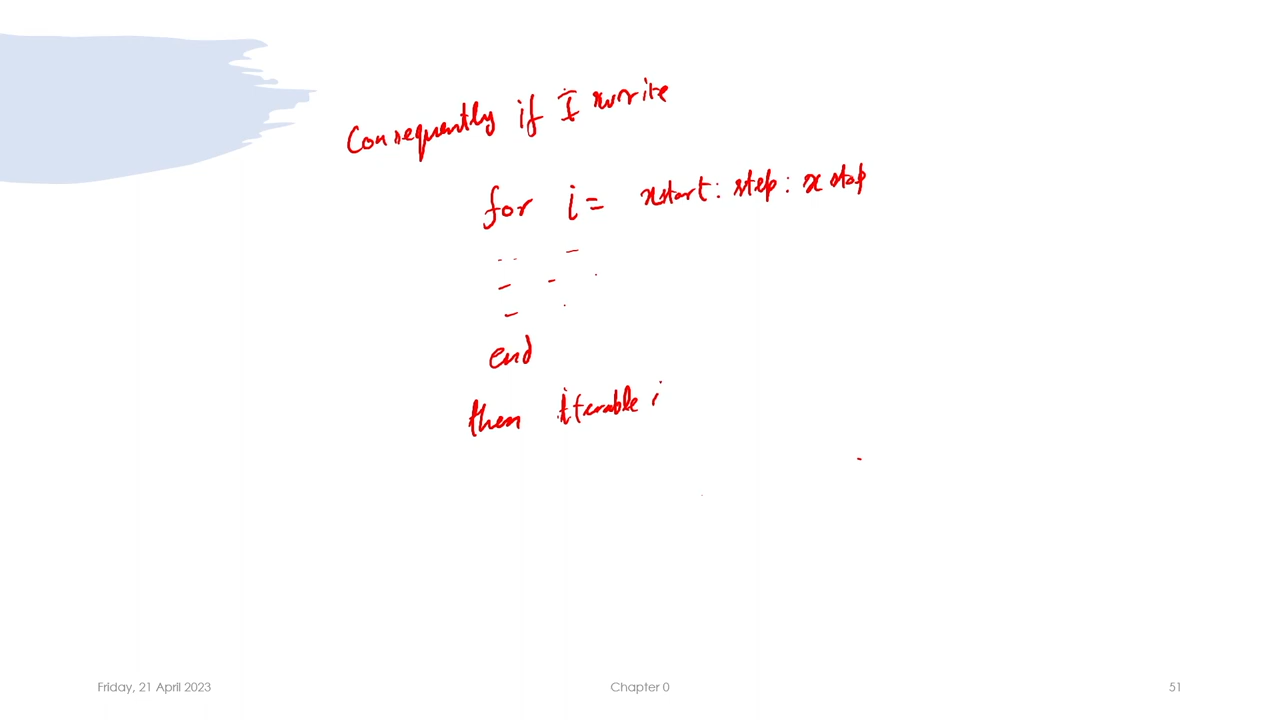 Consequently if I write
for i = xstart : step : xstop
end
then iterable i
Friday, 21 April 2023
Chapter 0
51